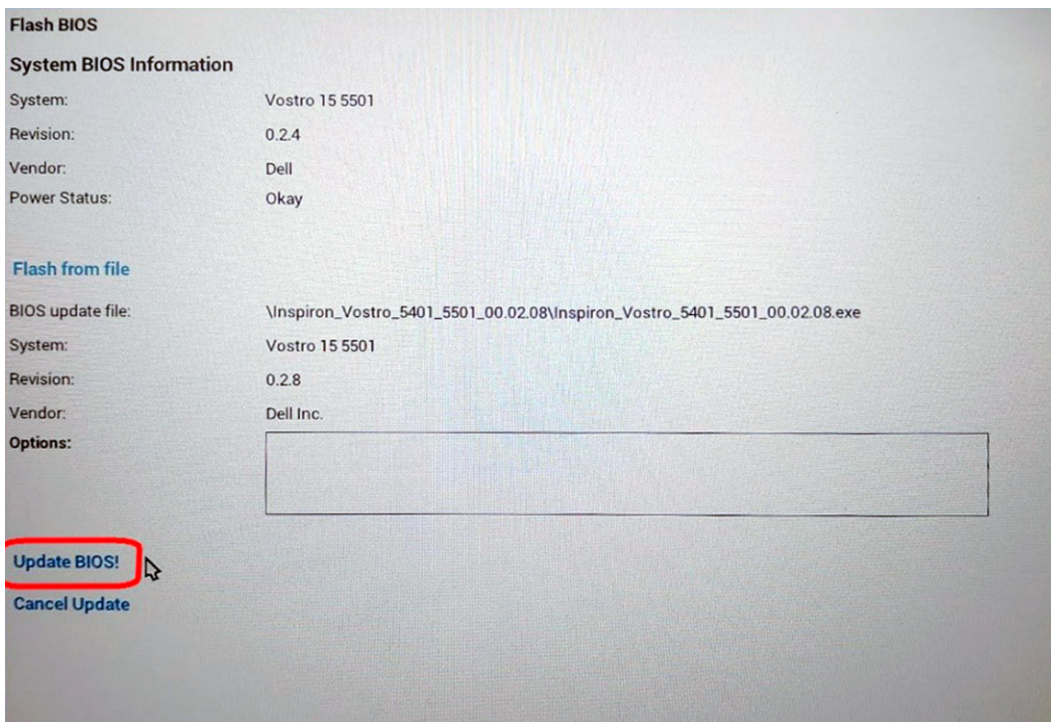 Flash BIOS
System BIOS Information
System: Vostro 15 5501
Revision: 0.2.4
Vendor: Dell
Power Status: Okay
Flash from file
BIOS update file: \Inspiron_Vostro_5401_5501_00.02.08\Inspiron_Vostro_5401_5501_00.02.08.exe
System: Vostro 15 5501
Revision: 0.2.8
Vendor: Dell Inc.
Options:
Update BIOS!
Cancel Update